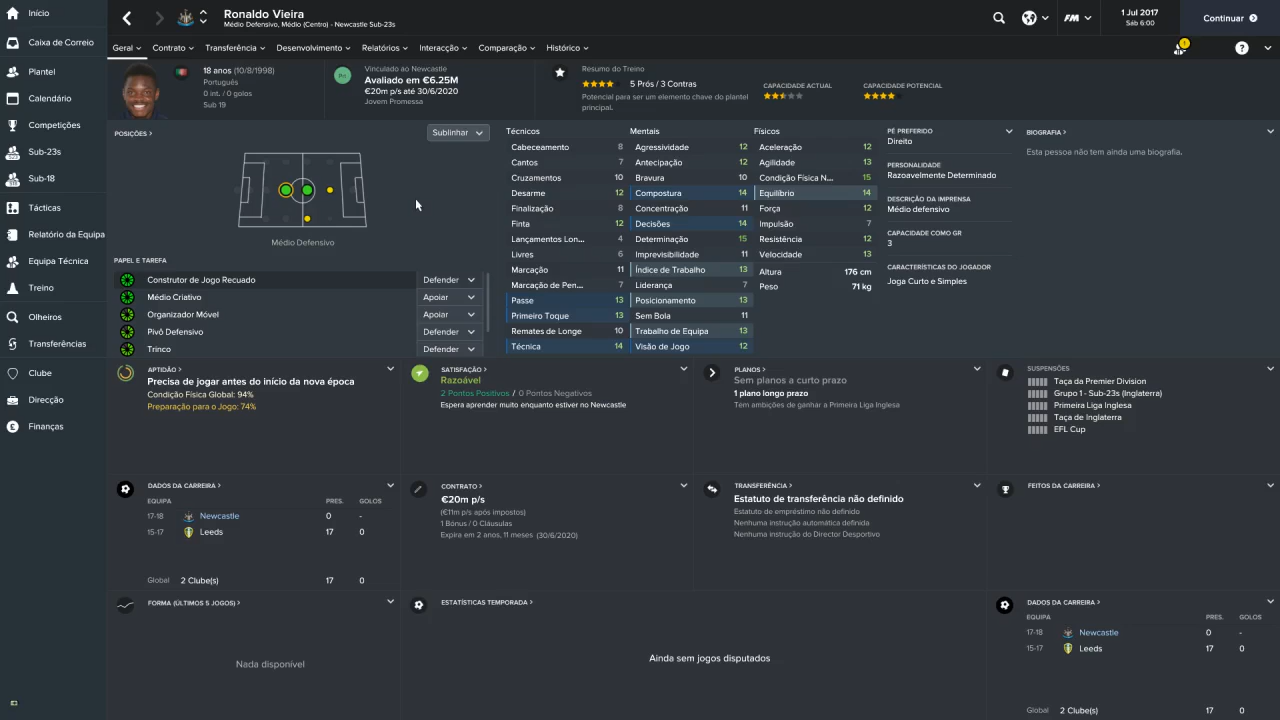 Início
Caixa de Correio
Plantel
Calendário
Competições
Sub-23s
Sub-18
Tácticas
Relatório da Equipa
Equipa Técnica
Treino
Olheiros
Transferências
Clube
Direcção
Finanças
Ronaldo Vieira
Médio Defensivo, Médio (Centro) - Newcastle Sub-23s
FM
1 Jul 2017
Sáb 6:00
Continuar
Geral
Contrato
Transferência
Desenvolvimento
Relatórios
Interacção
Comparação
Histórico
18 anos (10/8/1998)
Português
0 int. / 0 golos
Sub 19
Vinculado ao Newcastle
Avaliado em €6.25M
€20m p/s até 30/6/2020
Jovem Promessa
Resumo do Treino
5 Prós / 3 Contras
Potencial para ser um elemento chave do plantel
principal.
CAPACIDADE ACTUAL
CAPACIDADE POTENCIAL
POSIÇÕES >
Sublinhar
Médio Defensivo
PAPEL E TAREFA
Construtor de Jogo Recuado Defender
Médio Criativo Apoiar
Organizador Móvel Apoiar
Pivô Defensivo Defender
Trinco Defender
Técnicos
Cabeceamento 8
Cantos 7
Cruzamentos 10
Desarme 12
Finalização 8
Finta 12
Lançamentos Lon... 4
Livres 6
Marcação 11
Marcação de Pen... 7
Passe 13
Primeiro Toque 13
Remates de Longe 10
Técnica 14
Mentais
Agressividade 12
Antecipação 12
Bravura 10
Compostura 14
Concentração 11
Decisões 14
Determinação 15
Imprevisibilidade 11
Índice de Trabalho 13
Liderança 7
Posicionamento 13
Sem Bola 11
Trabalho de Equipa 13
Visão de Jogo 12
Físicos
Aceleração 12
Agilidade 13
Condição Física N... 15
Equilíbrio 14
Força 12
Impulsão 7
Resistência 12
Velocidade 13
Altura 176 cm
Peso 71 kg
PÉ PREFERIDO
Direito
PERSONALIDADE
Razoavelmente Determinado
DESCRIÇÃO DA IMPRENSA
Médio defensivo
CAPACIDADE COMO GR
3
CARACTERÍSTICAS DO JOGADOR
Joga Curto e Simples
BIOGRAFIA >
Esta pessoa não tem ainda uma biografia.
APTIDÃO >
Precisa de jogar antes do início da nova época
Condição Física Global: 94%
Preparação para o Jogo: 74%
SATISFAÇÃO >
Razoável
2 Pontos Positivos / 0 Pontos Negativos
Espera aprender muito enquanto estiver no Newcastle
PLANOS >
Sem planos a curto prazo
1 plano longo prazo
Tem ambições de ganhar a Primeira Liga Inglesa
SUSPENSÕES
Taça da Premier Division
Grupo 1 - Sub-23s (Inglaterra)
Primeira Liga Inglesa
Taça de Inglaterra
EFL Cup
DADOS DA CARREIRA >
EQUIPA PRES. GOLOS
17-18 Newcastle 0 -
15-17 Leeds 17 0
Global 2 Clube(s) 17 0
CONTRATO >
€20m p/s
(€11m p/s após impostos)
1 Bónus / 0 Cláusulas
Expira em 2 anos, 11 meses (30/6/2020)
TRANSFERÊNCIA >
Estatuto de transferência não definido
Estatuto de empréstimo não definido
Nenhuma instrução automática definida
Nenhuma instrução do Director Desportivo
FEITOS DA CARREIRA >
FORMA (ÚLTIMOS 5 JOGOS) >
Nada disponível
ESTATÍSTICAS TEMPORADA >
Ainda sem jogos disputados
DADOS DA CARREIRA >
EQUIPA PRES. GOLOS
17-18 Newcastle 0 -
15-17 Leeds 17 0
Global 2 Clube(s) 17 0